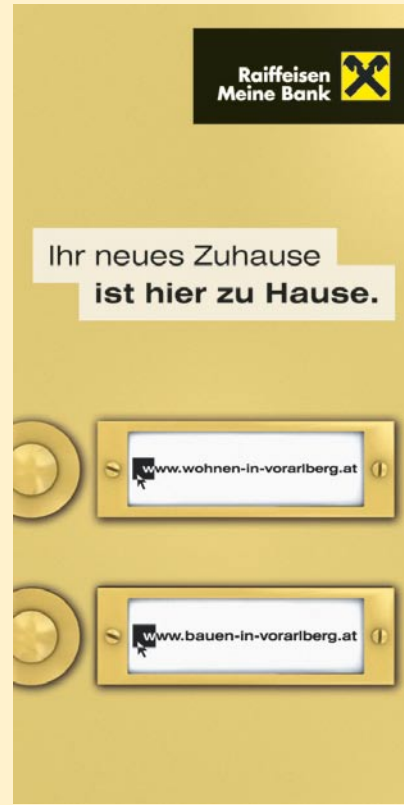 Raiffeisen
Meine Bank
Ihr neues Zuhause
ist hier zu Hause.
www.wohnen-in-vorarlberg.at
www.bauen-in-vorarlberg.at